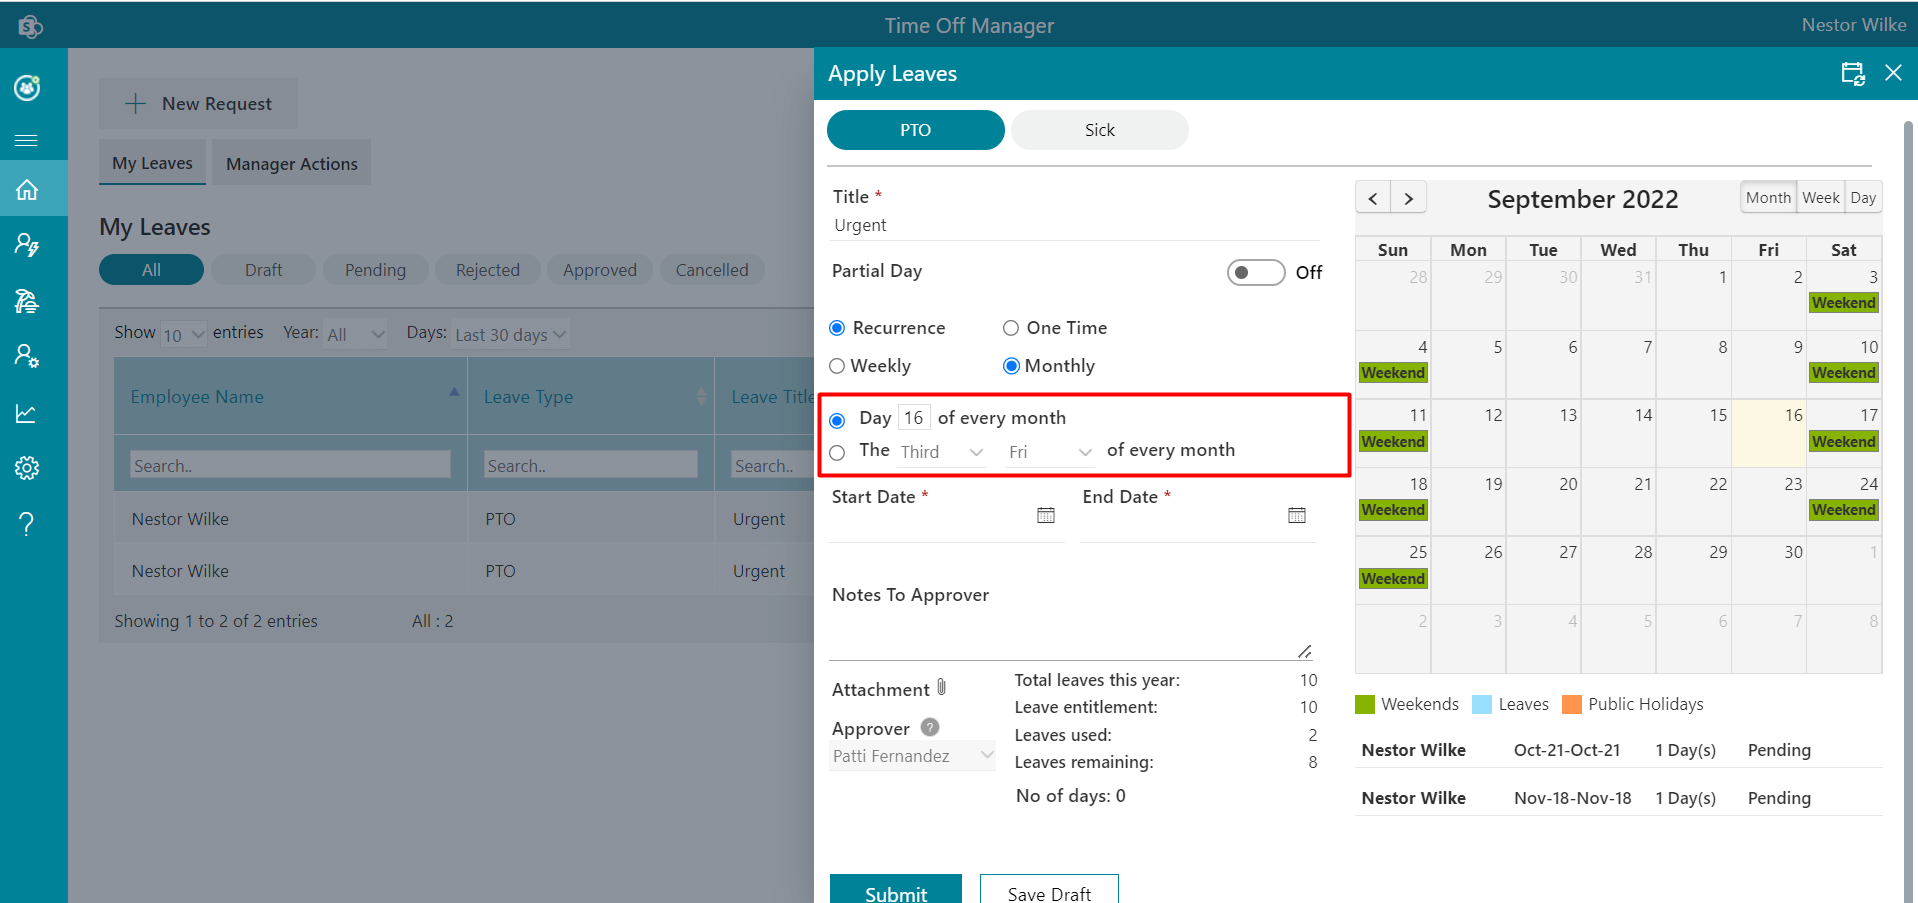 Time Off Manager
Nestor Wilke
New Request
My Leaves
Manager Actions
My Leaves
All
Draft
Pending
Rejected
Approved
Cancelled
Show 10 entries Year: All Days: Last 30 days
Employee Name Leave Type Leave Title
Search.. Search.. Search..
Nestor Wilke PTO Urgent
Nestor Wilke PTO Urgent
Showing 1 to 2 of 2 entries All : 2
Apply Leaves
PTO
Sick
Title *
Urgent
Partial Day Off
Recurrence One Time
Weekly Monthly
Day 16 of every month
The Third Fri of every month
Start Date * End Date *
Notes To Approver
Attachment
Approver ?
Patti Fernandez
Total leaves this year: 10
Leave entitlement: 10
Leaves used: 2
Leaves remaining: 8
No of days: 0
Submit
Save Draft
< > September 2022 Month Week Day
Sun Mon Tue Wed Thu Fri Sat
28 29 30 31 1 2 3
Weekend
4 5 6 7 8 9 10
Weekend Weekend
11 12 13 14 15 16 17
Weekend Weekend
18 19 20 21 22 23 24
Weekend Weekend
25 26 27 28 29 30 1
Weekend
2 3 4 5 6 7 8
Weekends Leaves Public Holidays
Nestor Wilke Oct-21-Oct-21 1 Day(s) Pending
Nestor Wilke Nov-18-Nov-18 1 Day(s) Pending